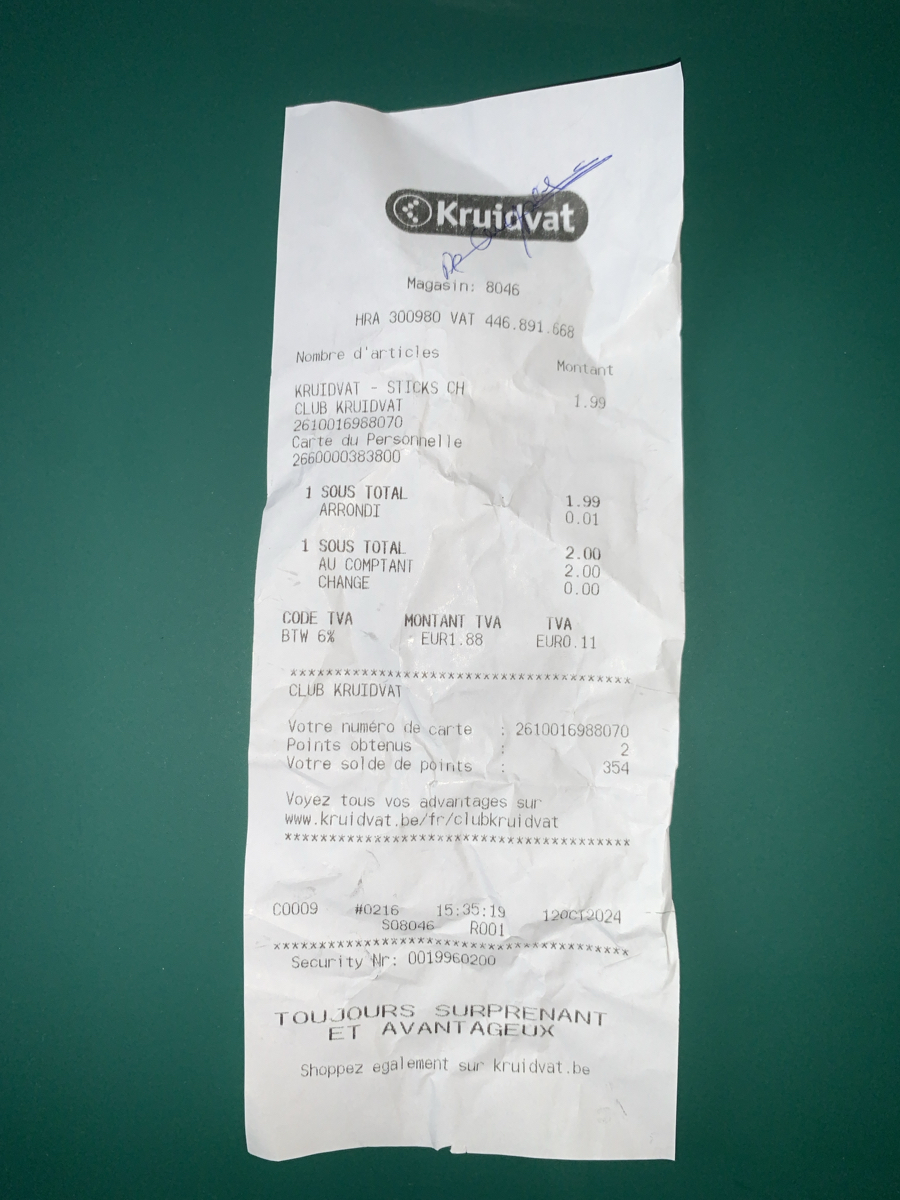 Kruidvat
Magasin: 8046
HRA 300980 VAT 446.891.668
Nombre d'articles Montant
KRUIDVAT - STICKS CH 1.99
CLUB KRUIDVAT
2610016988070
Carte du Personnelle
2660000383800
1 SOUS TOTAL 1.99
ARRONDI 0.01
1 SOUS TOTAL 2.00
AU COMPTANT 2.00
CHANGE 0.00
CODE TVA MONTANT TVA TVA
BTW 6% EUR1.88 EUR0.11
****************************************
CLUB KRUIDVAT
Votre numéro de carte : 2610016988070
Points obtenus : 2
Votre solde de points : 354
Voyez tous vos advantages sur
www.kruidvat.be/fr/clubkruidvat
****************************************
C0009 #0216 15:35:19 12OCT2024
S08046 R001
****************************************
Security Nr: 0019960200
TOUJOURS SURPRENANT
ET AVANTAGEUX
Shoppez egalement sur kruidvat.be